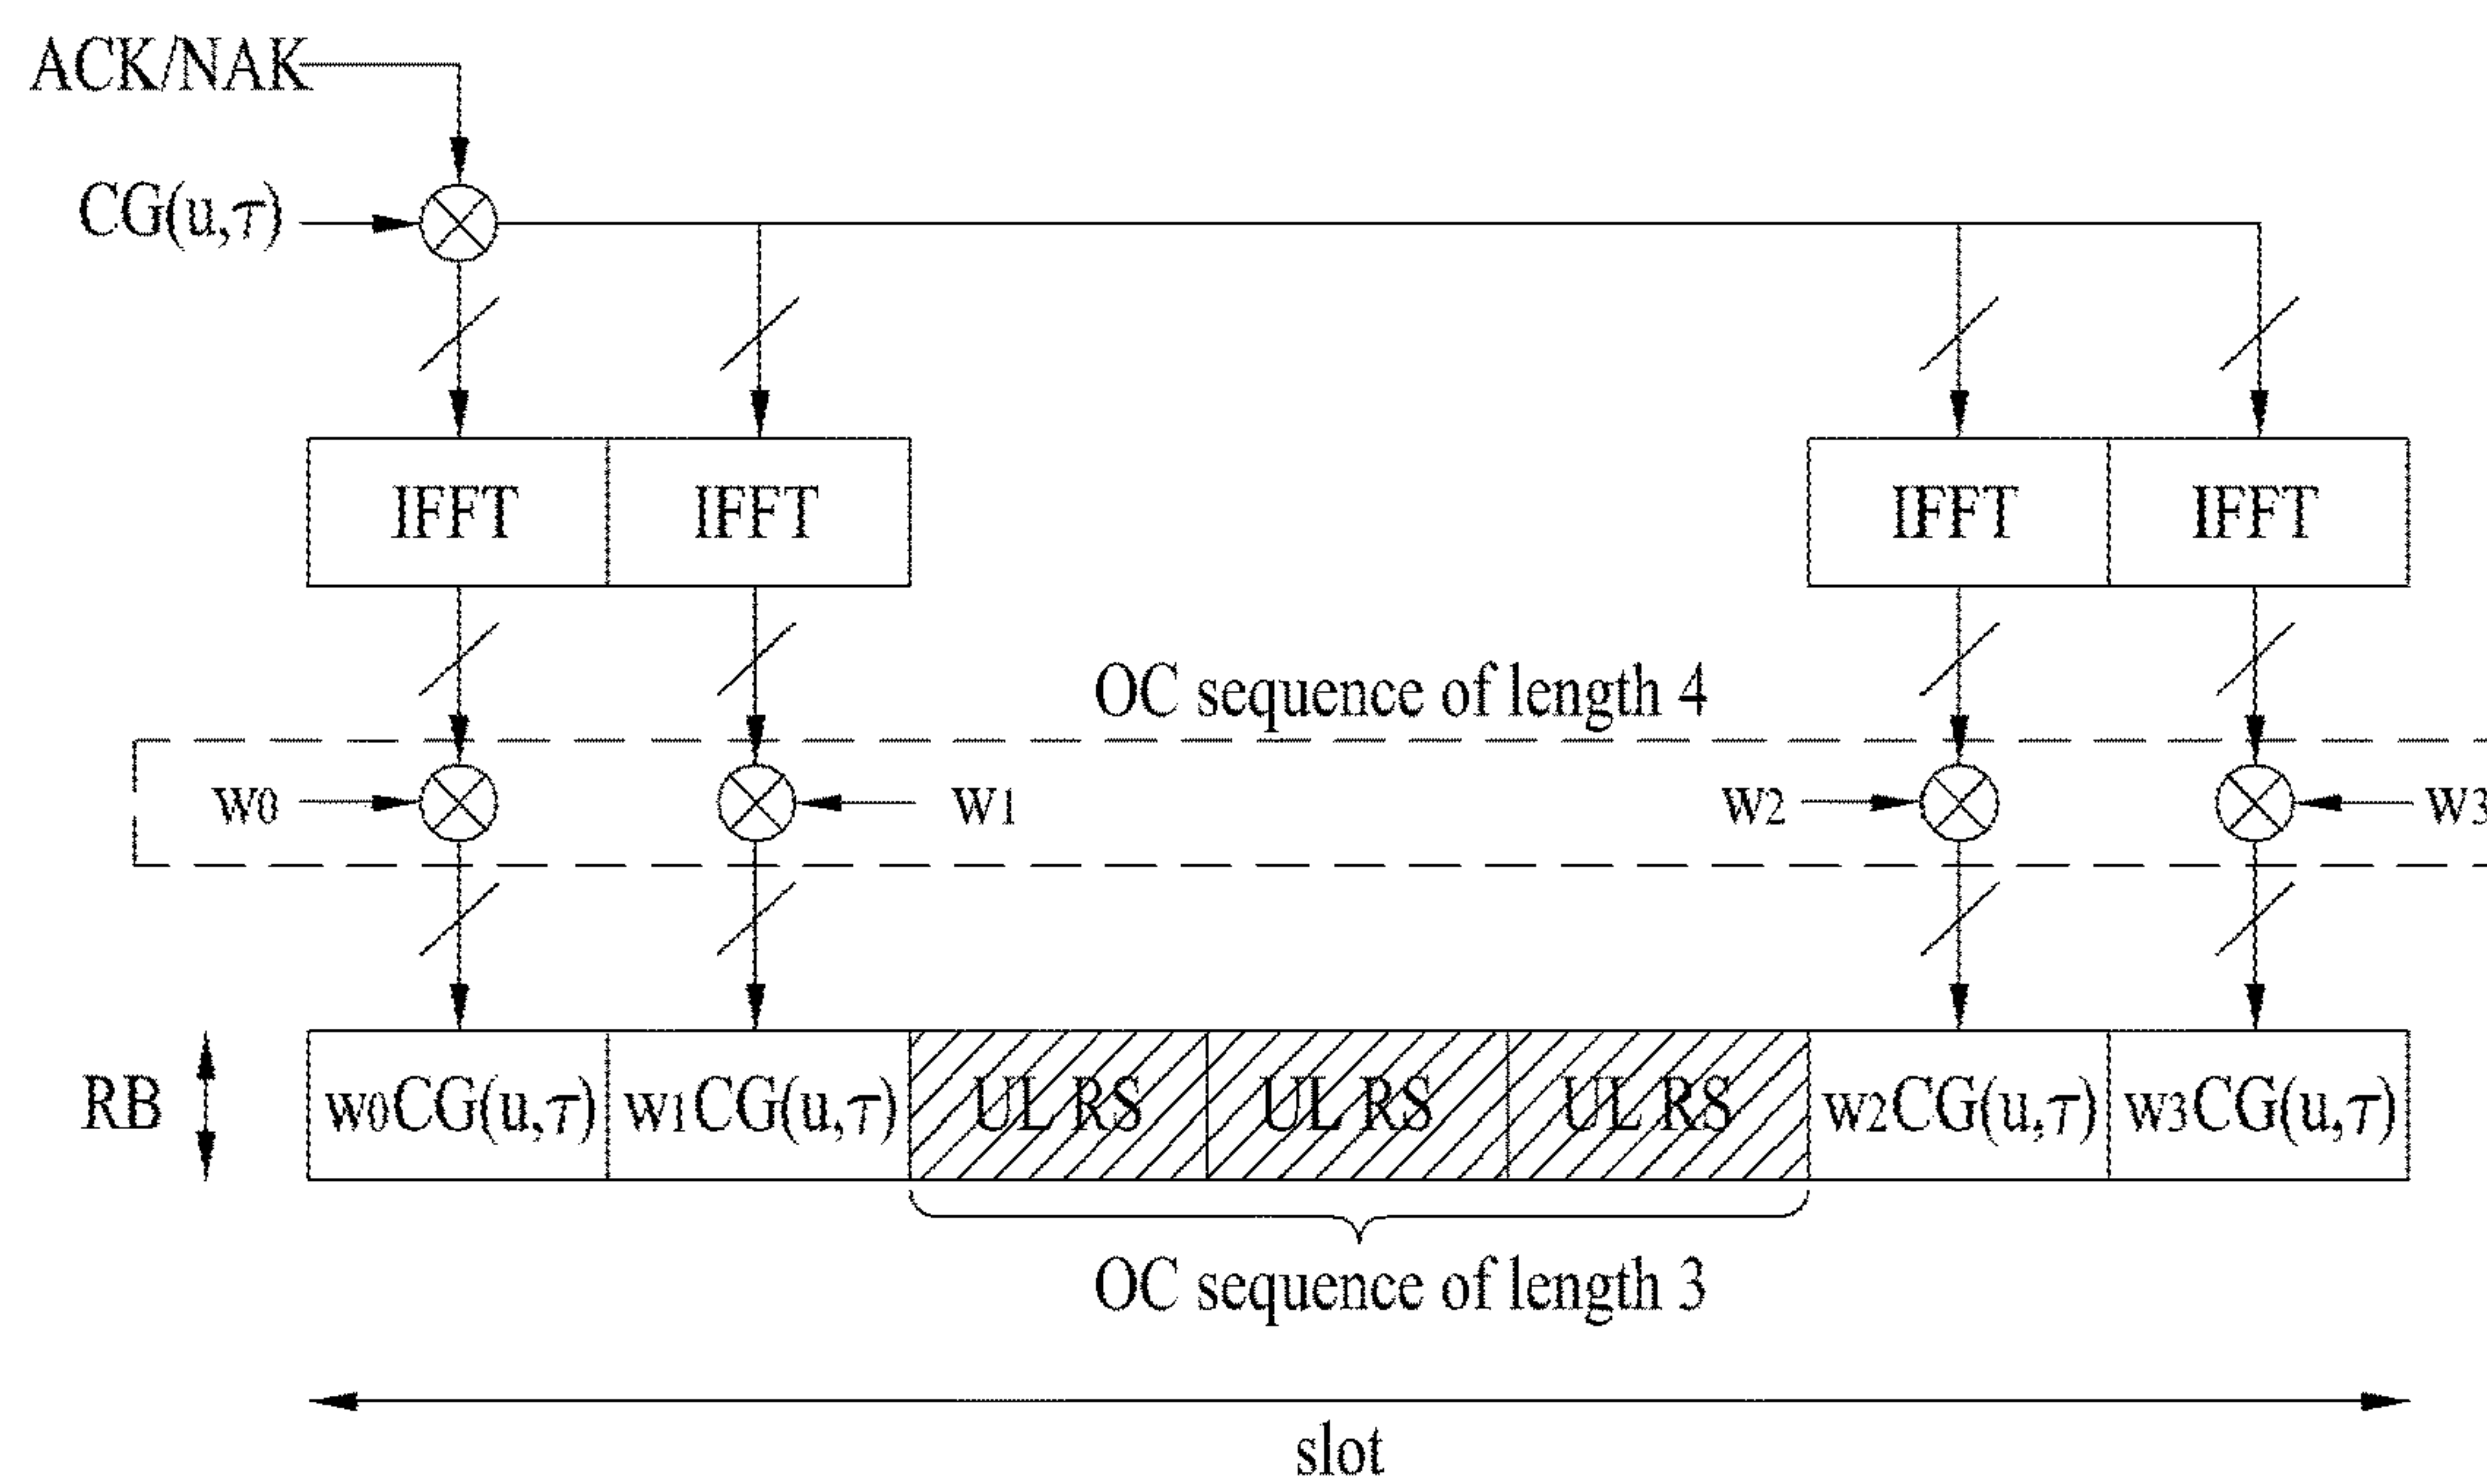 ACK/NAK
CG(u,τ)
IFFT IFFT IFFT IFFT
OC sequence of length 4
w0 w1 w2 w3
RB w0CG(u,τ) w1CG(u,τ) UL RS UL RS UL RS w2CG(u,τ) w3CG(u,τ)
OC sequence of length 3
slot